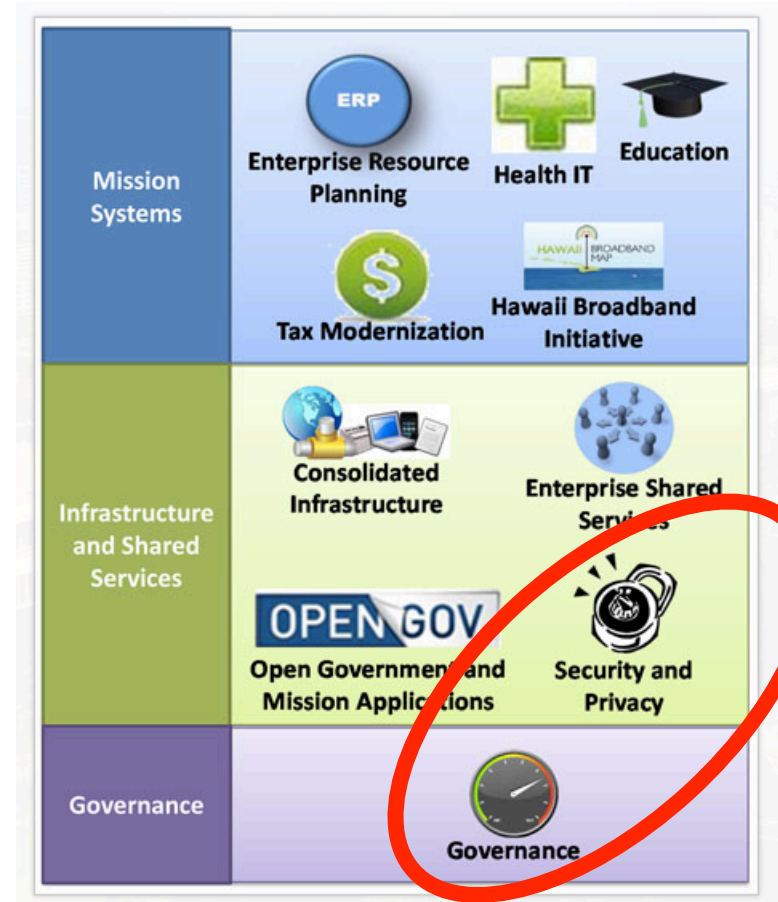 Mission
Systems
ERP
Enterprise Resource
Planning
Health IT
Education
Tax Modernization
HAWAII BROADBAND
MAP
Hawaii Broadband
Initiative
Infrastructure
and Shared
Services
Consolidated
Infrastructure
Enterprise Shared
Services
OPEN GOV
Open Government and
Mission Applications
Security and
Privacy
Governance
Governance